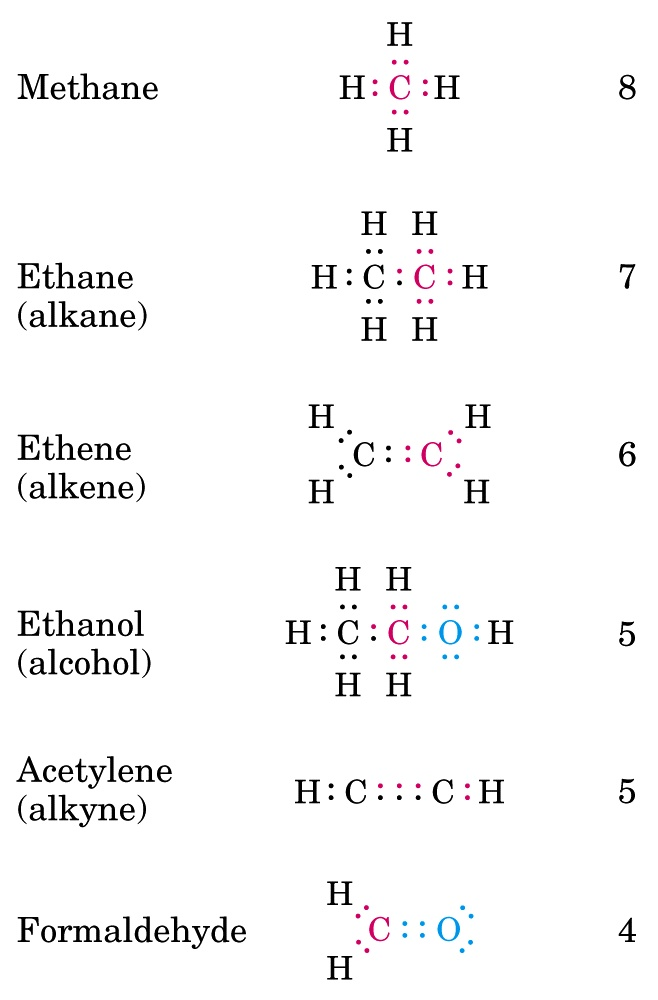 H
Methane H:C:H 8
H
H H
Ethane H:C:C:H 7
(alkane)
H H
H H
Ethene C::C 6
(alkene)
H H
H H
Ethanol H:C:C:O:H 5
(alcohol)
H H
Acetylene H:C:::C:H 5
(alkyne)
H
Formaldehyde C::O 4
H